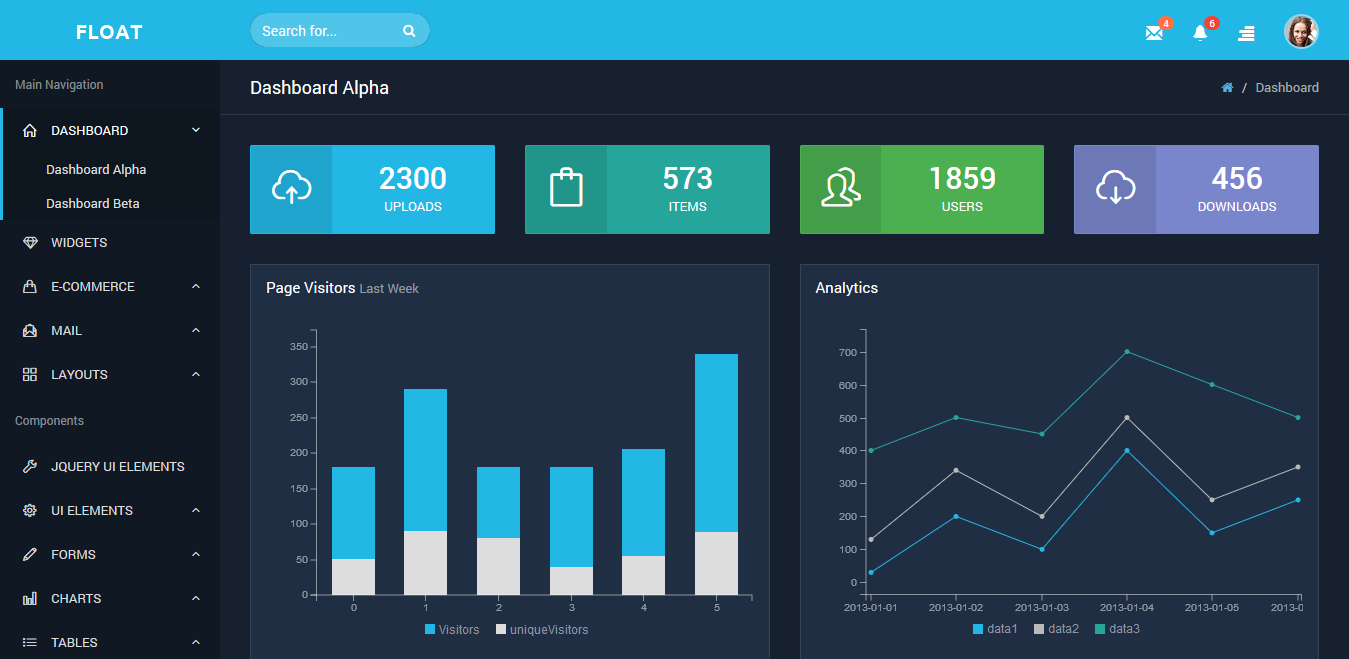 FLOAT
Search for...
4
6
Main Navigation
DASHBOARD
Dashboard Alpha
Dashboard Beta
WIDGETS
E-COMMERCE
MAIL
LAYOUTS
Components
JQUERY UI ELEMENTS
UI ELEMENTS
FORMS
CHARTS
TABLES
Dashboard Alpha
/ Dashboard
2300
UPLOADS
573
ITEMS
1859
USERS
456
DOWNLOADS
Page Visitors Last Week
350
300
250
200
150
100
50
0
0 1 2 3 4 5
Visitors uniqueVisitors
Analytics
700
600
500
400
300
200
100
0
2013-01-01 2013-01-02 2013-01-03 2013-01-04 2013-01-05 2013-0
data1 data2 data3